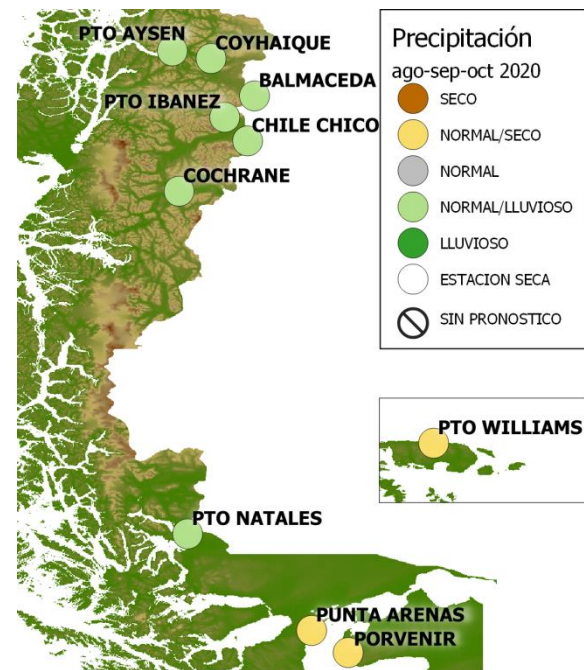 PTO AYSEN
COYHAIQUE
BALMACEDA
PTO IBANEZ
CHILE CHICO
COCHRANE
PTO NATALES
PUNTA ARENAS
PORVENIR
Precipitación
ago-sep-oct 2020
SECO
NORMAL/SECO
NORMAL
NORMAL/LLUVIOSO
LLUVIOSO
ESTACION SECA
SIN PRONOSTICO
PTO WILLIAMS